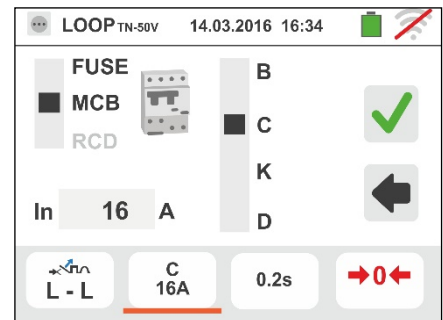 LOOP TN-50V 14.03.2016 16:34
FUSE
MCB
RCD
B
C
K
D
In 16 A
L - L
C
16A
0.2s
0